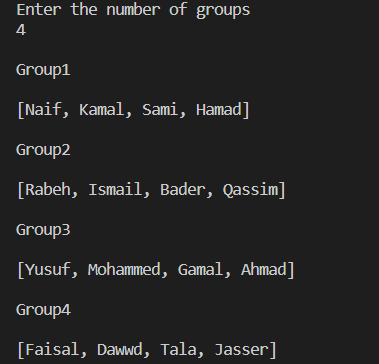 Enter the number of groups
4
Group1
[Naif, Kamal, Sami, Hamad]
Group2
[Rabeh, Ismail, Bader, Qassim]
Group3
[Yusuf, Mohammed, Gamal, Ahmad]
Group4
[Faisal, Dawwd, Tala, Jasser]